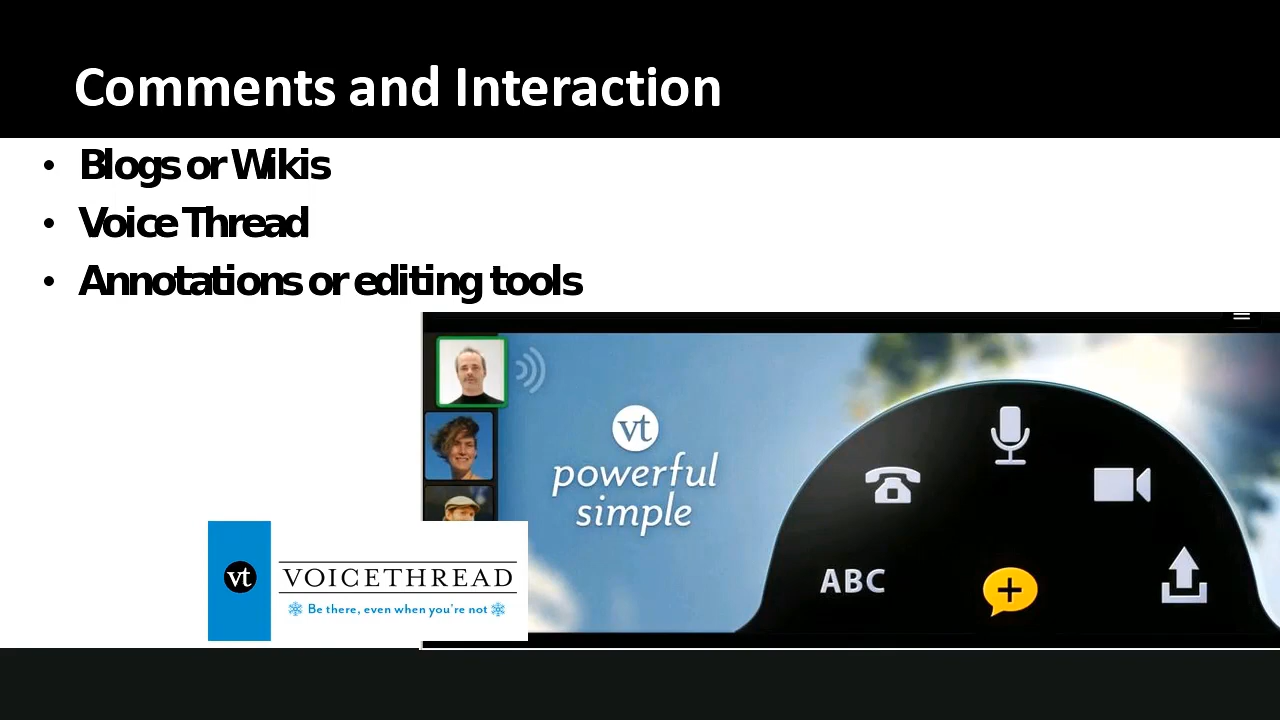 Comments and Interaction
• Blogs or Wikis
• Voice Thread
• Annotations or editing tools
vt
powerful
simple
ABC
vt
VOICETHREAD
Be there, even when you're not